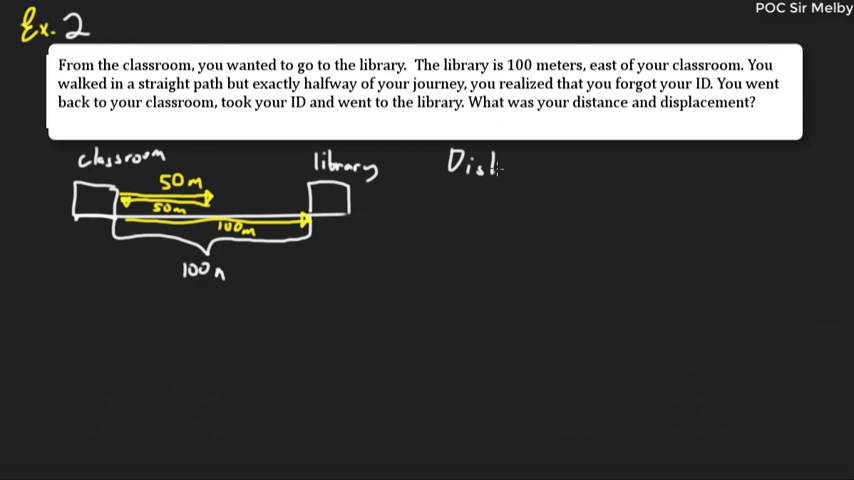 POC Sir Melby
Ex. 2
From the classroom, you wanted to go to the library. The library is 100 meters, east of your classroom. You
walked in a straight path but exactly halfway of your journey, you realized that you forgot your ID. You went
back to your classroom, took your ID and went to the library. What was your distance and displacement?
classroom
library
50m
50m
100m
100